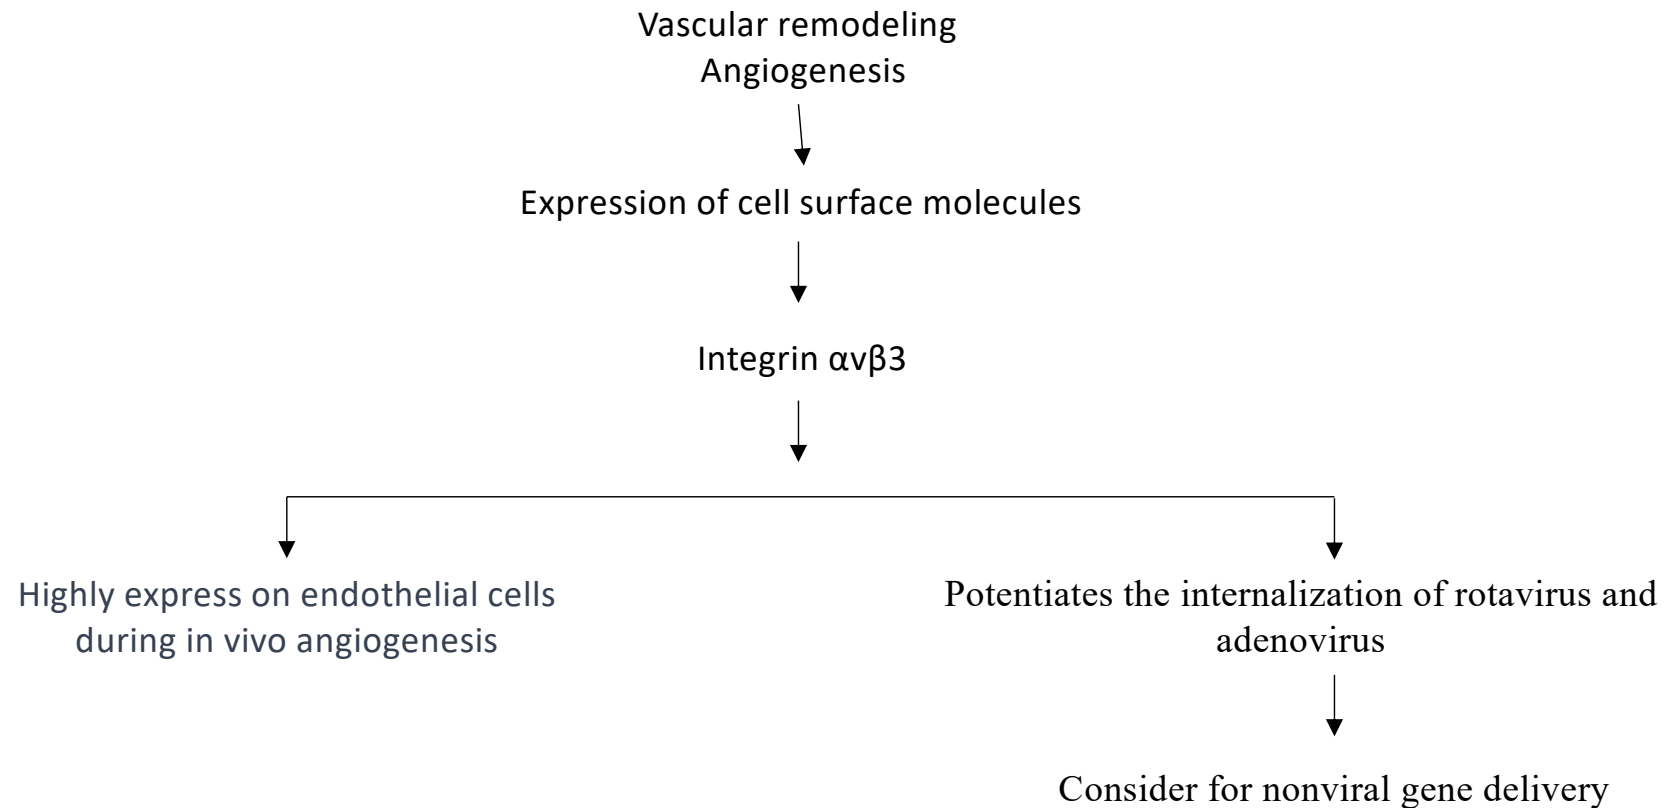 Vascular remodeling
Angiogenesis
Expression of cell surface molecules
Integrin αvβ3
Highly express on endothelial cells
during in vivo angiogenesis
Potentiates the internalization of rotavirus and
adenovirus
Consider for nonviral gene delivery